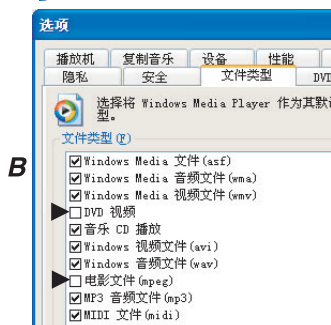 选项
播放机 复制音乐 设备 性能
隐私 安全 文件类型 DVD
选择将 Windows Media Player 作为其默
型。
文件类型(F)
B
Windows Media 文件(asf)
Windows Media 音频文件(wma)
Windows Media 视频文件(wmv)
DVD 视频
音乐 CD 播放
Windows 视频文件(avi)
Windows 音频文件(wav)
电影文件(mpeg)
MP3 音频文件(mp3)
MIDI 文件(midi)